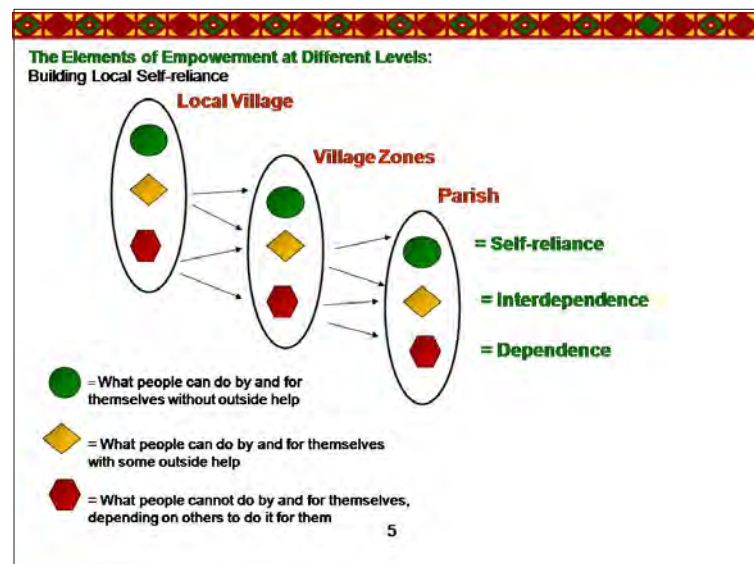 The Elements of Empowerment at Different Levels:
Building Local Self-reliance
Local Village
Village Zones
Parish
= Self-reliance
= Interdependence
= Dependence
= What people can do by and for
themselves without outside help
= What people can do by and for themselves
with some outside help
= What people cannot do by and for themselves,
depending on others to do it for them
5